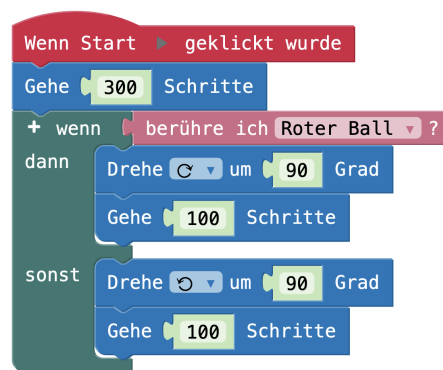 Wenn Start geklickt wurde
Gehe 300 Schritte
+ wenn berühre ich Roter Ball ?
dann Drehe um 90 Grad
Gehe 100 Schritte
sonst Drehe um 90 Grad
Gehe 100 Schritte